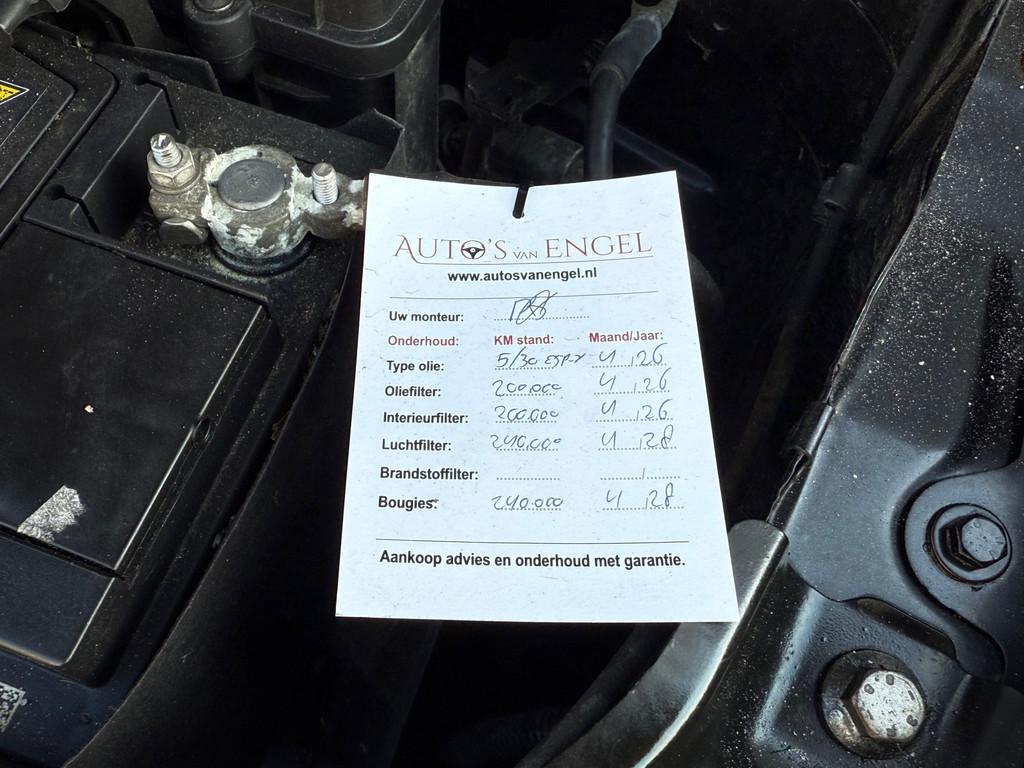 AUTO'S VAN ENGEL
www.autosvanengel.nl
Uw monteur:
Onderhoud: KM stand: Maand/Jaar:
Type olie: 5/30 4 / 26
Oliefilter: 200.000 4 / 26
Interieurfilter: 200.000 4 / 26
Luchtfilter: 240.000 4 / 28
Brandstoffilter: /
Bougies: 240.000 4 / 28
Aankoop advies en onderhoud met garantie.